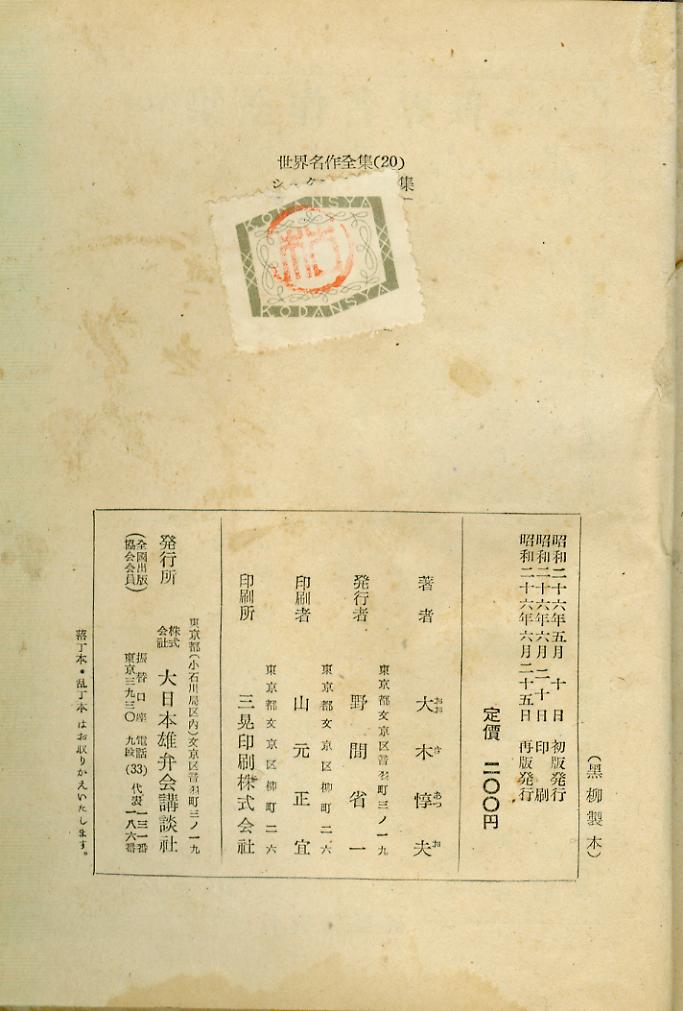 世界名作全集(20)
集
KODANSYA
KODANSYA
(黒柳製本)
昭和二十六年五月 十 日 初版発行
昭和二十六年六月 二十日 印 刷
昭和二十六年六月二十五日 再版発行
定價 二〇〇円
著者 大木惇夫
おお き あつ お
東京都文京区音羽町三ノ一九
発行者 野間省一
東京都文京区柳町二六
印刷者 山元正宜
東京都文京区柳町二六
印刷所 三晃印刷株式会社
東京都(小石川局区内)文京区音羽町三ノ一九
発行所 株式会社 大日本雄弁会講談社
(全國出版協会会員)
振替口座 東京三九三〇
電話 九段(33) 代表 一三一番 一八六番
落丁本・乱丁本はお取りかえいたします。